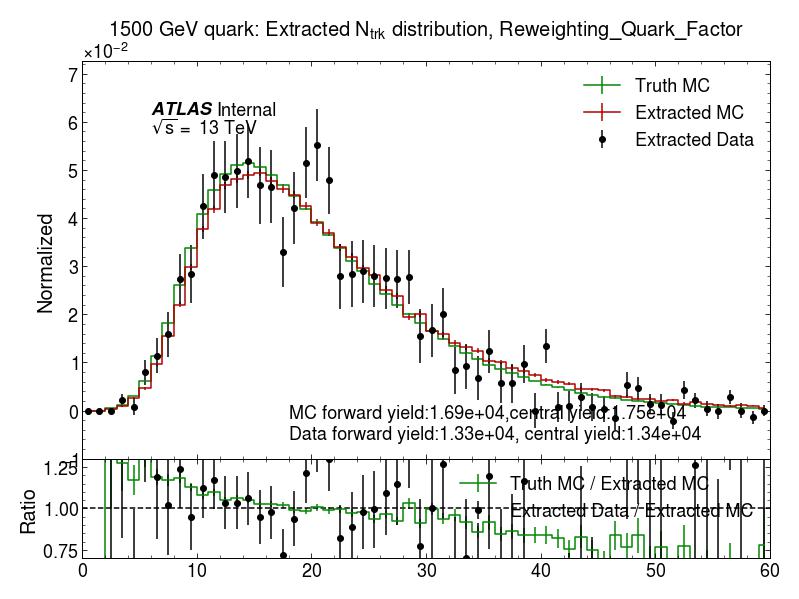 1500 GeV quark: Extracted N_trk distribution, Reweighting_Quark_Factor
×10⁻²
7
6
5
4
3
2
1
0
1
Normalized
ATLAS Internal
√s = 13 TeV
Truth MC
Extracted MC
Extracted Data
MC forward yield:1.69e+04,central yield:1.75e+04
Data forward yield:1.33e+04, central yield:1.34e+04
1.25
1.00
0.75
Ratio
Truth MC / Extracted MC
Extracted Data / Extracted MC
0 10 20 30 40 50 60